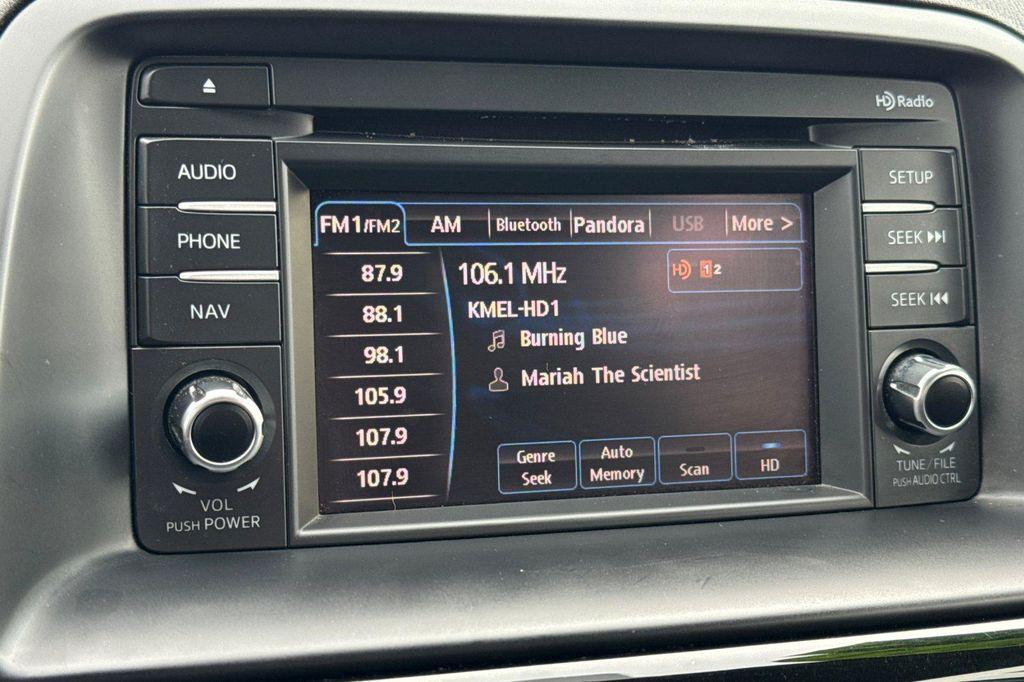 HD Radio
AUDIO
PHONE
NAV
VOL
PUSH POWER
FM1/FM2 AM Bluetooth Pandora USB More >
87.9
88.1
98.1
105.9
107.9
107.9
106.1 MHz
HD 1 2
KMEL-HD1
Burning Blue
Mariah The Scientist
Genre
Seek
Auto
Memory
Scan
HD
SETUP
SEEK
SEEK
TUNE/FILE
PUSH AUDIO CTRL